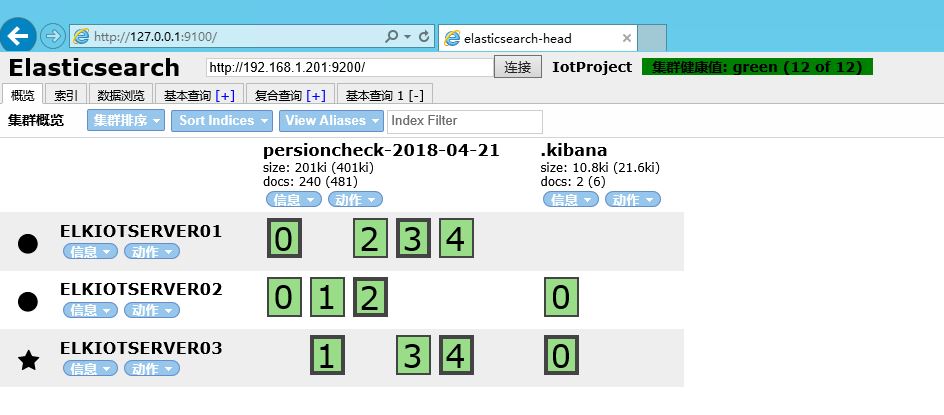 http://127.0.0.1:9100/ elasticsearch-head
Elasticsearch http://192.168.1.201:9200/ 连接 IotProject 集群健康值: green (12 of 12)
概览 索引 数据浏览 基本查询 [+] 复合查询 [+] 基本查询 1 [-]
集群概览 集群排序 Sort Indices View Aliases Index Filter
persioncheck-2018-04-21 .kibana
size: 201ki (401ki) size: 10.8ki (21.6ki)
docs: 240 (481) docs: 2 (6)
信息 动作 信息 动作
ELKIOTSERVER01 0 2 3 4
信息 动作
ELKIOTSERVER02 0 1 2 0
信息 动作
ELKIOTSERVER03 1 3 4 0
信息 动作